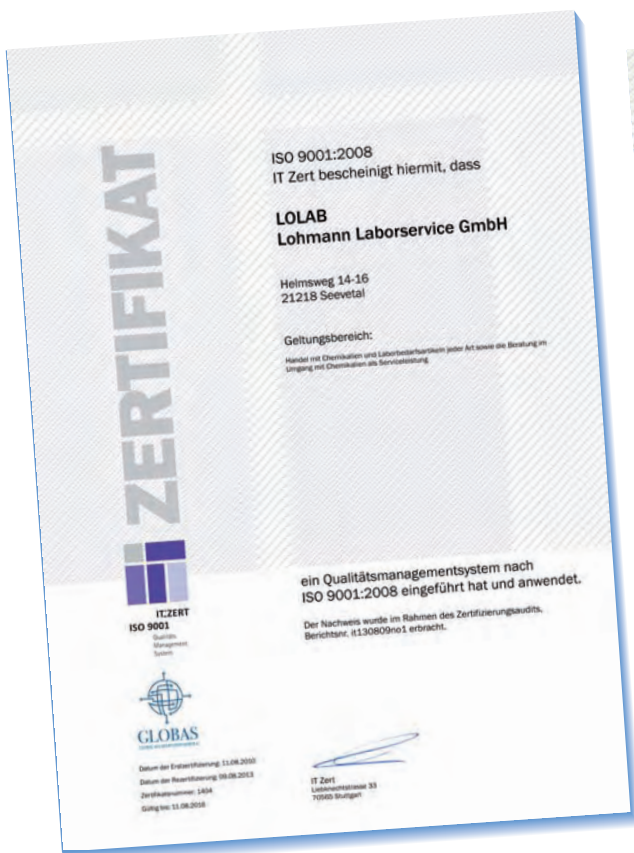 ZERTIFIKAT
ISO 9001:2008
IT Zert bescheinigt hiermit, dass
LOLAB
Lohmann Laborservice GmbH
Helmsweg 14-16
21218 Seevetal
Geltungsbereich:
Handel mit Chemikalien und Laborbedarfsartikeln jeder Art sowie die Beratung im
Umgang mit Chemikalien als Serviceleistung
ein Qualitätsmanagementsystem nach
ISO 9001:2008 eingeführt hat und anwendet.
Der Nachweis wurde im Rahmen des Zertifizierungsaudits,
Berichtsnr. it130809no1 erbracht.
IT:ZERT
ISO 9001
Qualitäts
Management
System
GLOBAS
Datum der Erstzertifizierung: 11.08.2010
Datum der Rezertifizierung: 09.08.2013
Zertifikatsnummer: 1404
Gültig bis: 11.08.2016
IT Zert
Liebknechtstrasse 33
70565 Stuttgart